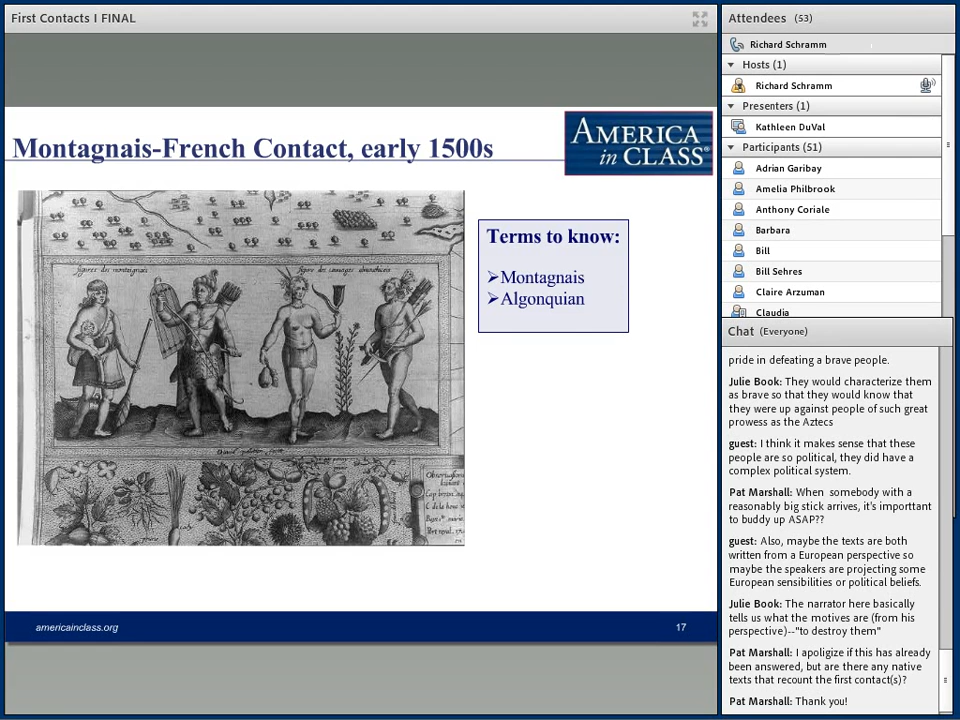 First Contacts I FINAL
Montagnais-French Contact, early 1500s
AMERICA
in CLASS®
figures des montaignais
figure des sauvages almouchicois
Terms to know:
➢Montagnais
➢Algonquian
americainclass.org
17
Attendees (53)
Richard Schramm
Hosts (1)
Richard Schramm
Presenters (1)
Kathleen DuVal
Participants (51)
Adrian Garibay
Amelia Philbrook
Anthony Coriale
Barbara
Bill
Bill Sehres
Claire Arzuman
Claudia
Chat (Everyone)
pride in defeating a brave people.
Julie Book: They would characterize them
as brave so that they would know that
they were up against people of such great
prowess as the Aztecs
guest: I think it makes sense that these
people are so political, they did have a
complex political system.
Pat Marshall: When somebody with a
reasonably big stick arrives, it's importtant
to buddy up ASAP??
guest: Also, maybe the texts are both
written from a European perspective so
maybe the speakers are projecting some
European sensibilities or political beliefs.
Julie Book: The narrator here basically
tells us what the motives are (from his
perspective)--"to destroy them"
Pat Marshall: I apoligize if this has already
been answered, but are there any native
texts that recount the first contact(s)?
Pat Marshall: Thank you!